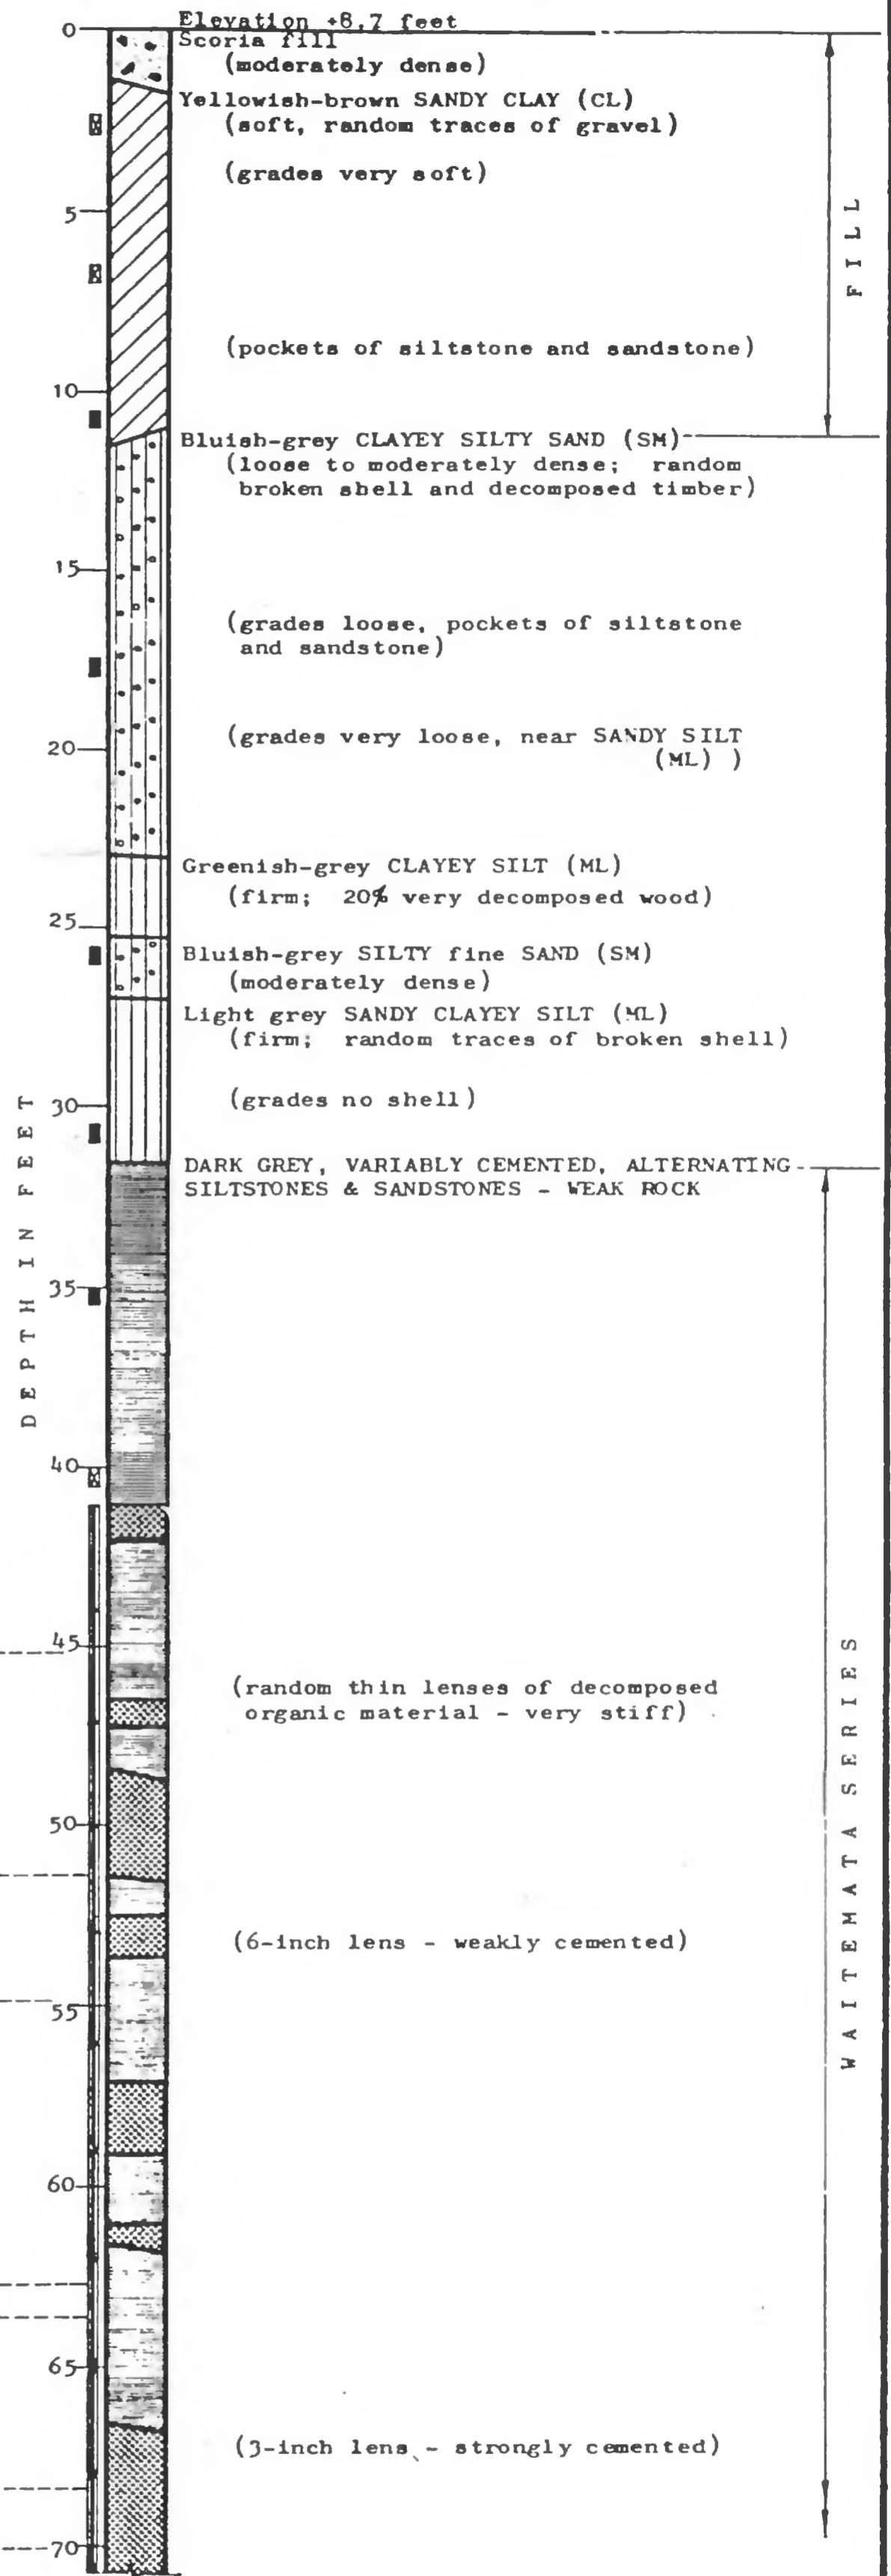 Elevation +8.7 feet
0
Scoria fill
(moderately dense)
Yellowish-brown SANDY CLAY (CL)
(soft, random traces of gravel)
(grades very soft)
5
FILL
(pockets of siltstone and sandstone)
10
Bluish-grey CLAYEY SILTY SAND (SM)
(loose to moderately dense; random
broken shell and decomposed timber)
15
(grades loose, pockets of siltstone
and sandstone)
20
(grades very loose, near SANDY SILT
(ML) )
Greenish-grey CLAYEY SILT (ML)
(firm; 20% very decomposed wood)
25
Bluish-grey SILTY fine SAND (SM)
(moderately dense)
Light grey SANDY CLAYEY SILT (ML)
(firm; random traces of broken shell)
(grades no shell)
30
DEPTH IN FEET
DARK GREY, VARIABLY CEMENTED, ALTERNATING
SILTSTONES & SANDSTONES - WEAK ROCK
35
40
45
(random thin lenses of decomposed
organic material - very stiff)
WAITEMATA SERIES
50
(6-inch lens - weakly cemented)
55
60
65
(3-inch lens - strongly cemented)
70